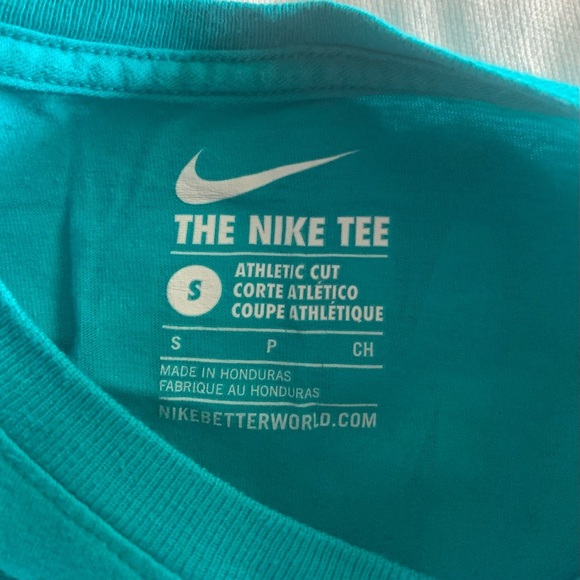 THE NIKE TEE
S
ATHLETIC CUT
CORTE ATLÉTICO
COUPE ATHLÉTIQUE
S P CH
MADE IN HONDURAS
FABRIQUE AU HONDURAS
NIKEBETTERWORLD.COM